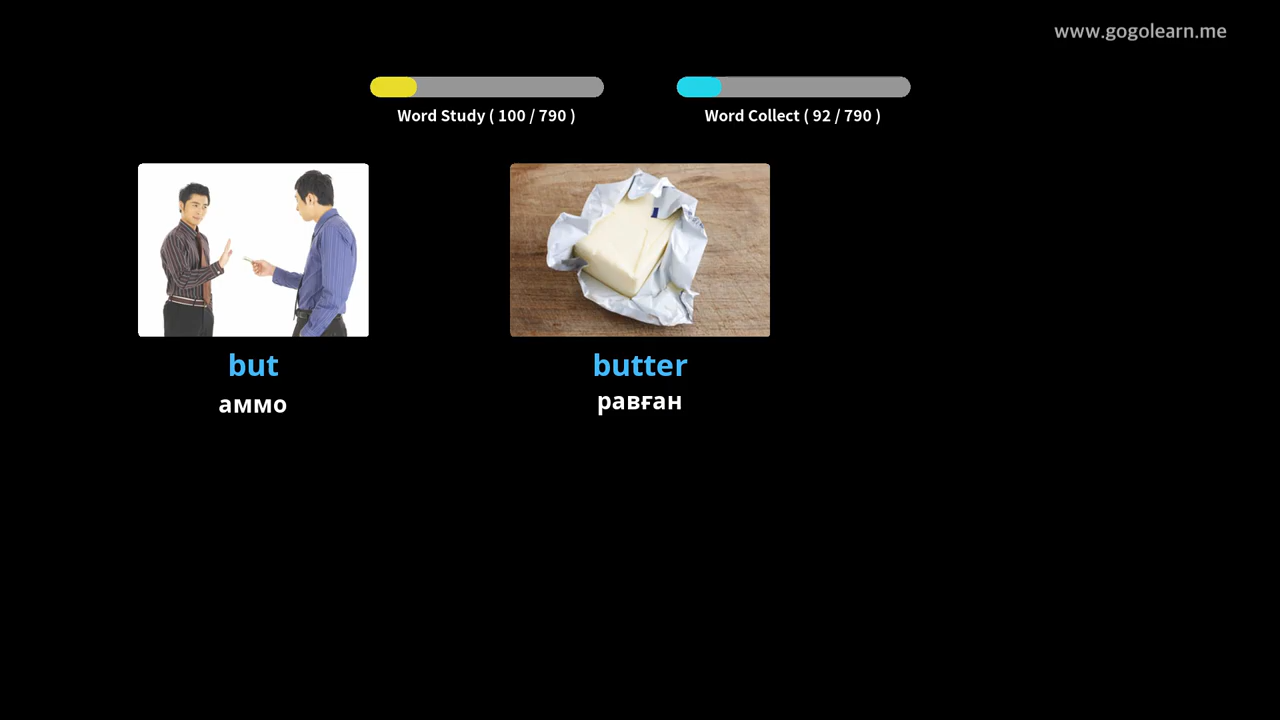 www.gogolearn.me
Word Study ( 100 / 790 )
Word Collect ( 92 / 790 )
but
аммо
butter
равған